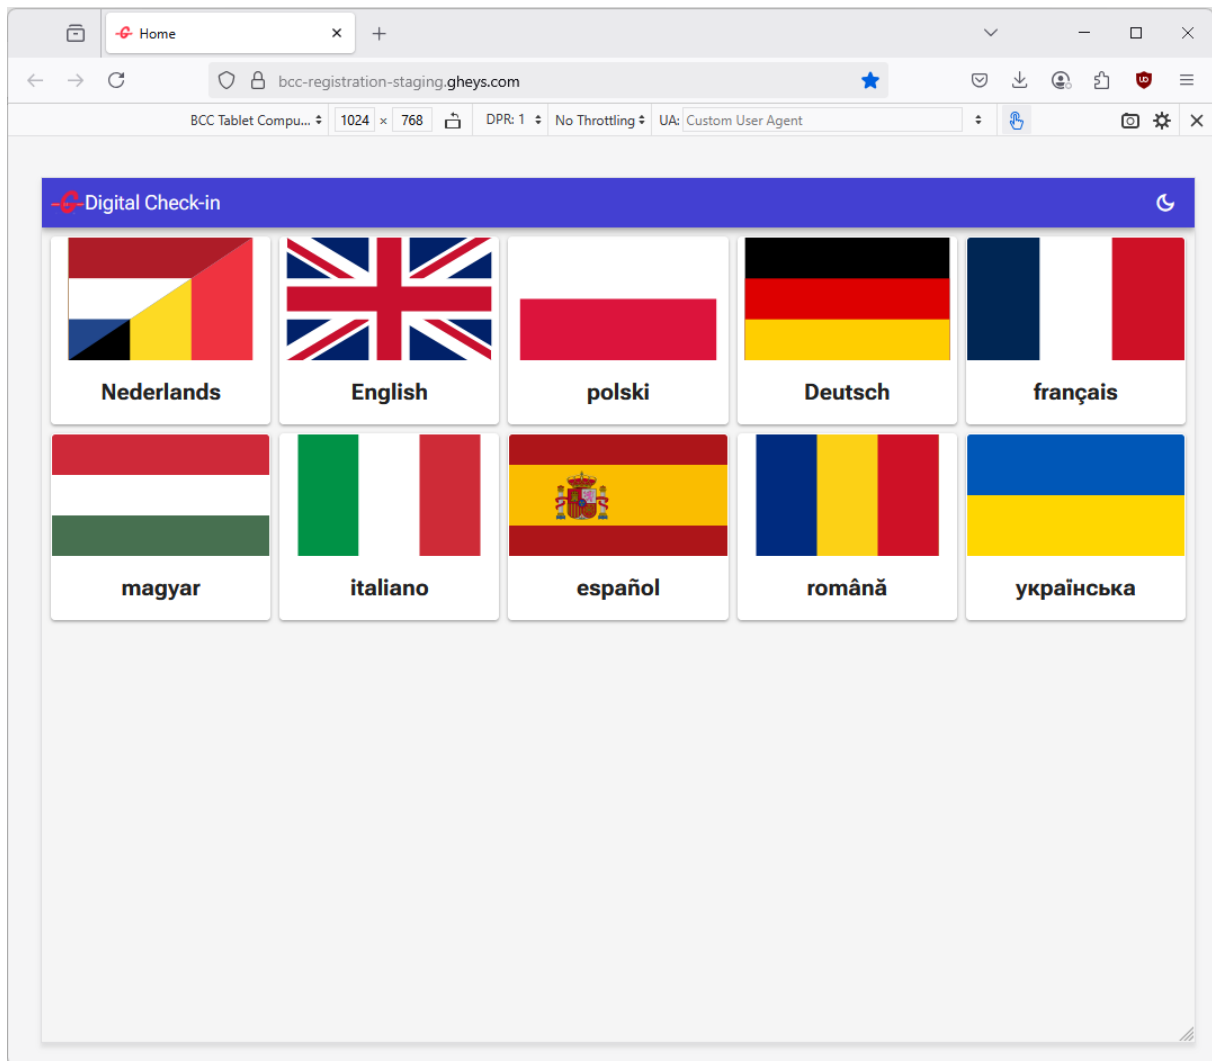 Home
bcc-registration-staging.gheys.com
BCC Tablet Compu... 1024 × 768 DPR: 1 No Throttling UA: Custom User Agent
Digital Check-in
Nederlands English polski Deutsch français
magyar italiano español română українська